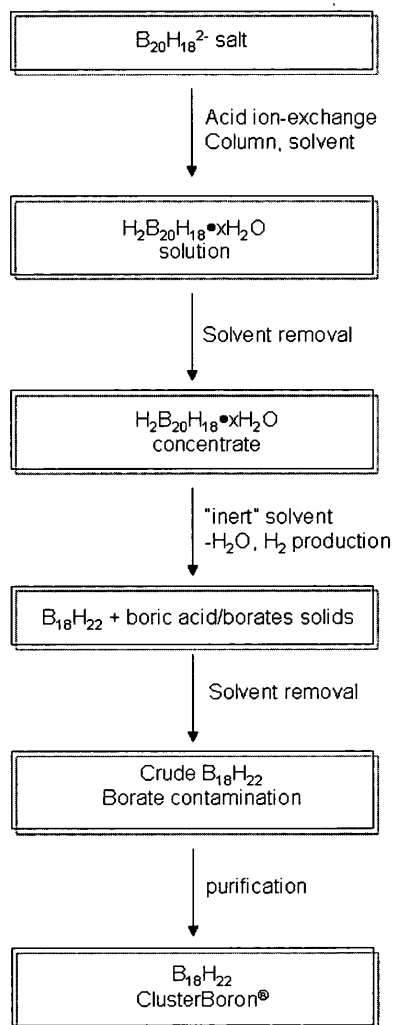 B₂₀H₁₈²⁻ salt
Acid ion-exchange
Column, solvent
H₂B₂₀H₁₈●xH₂O
solution
Solvent removal
H₂B₂₀H₁₈●xH₂O
concentrate
"inert" solvent
-H₂O, H₂ production
B₁₈H₂₂ + boric acid/borates solids
Solvent removal
Crude B₁₈H₂₂
Borate contamination
purification
B₁₈H₂₂
ClusterBoron®